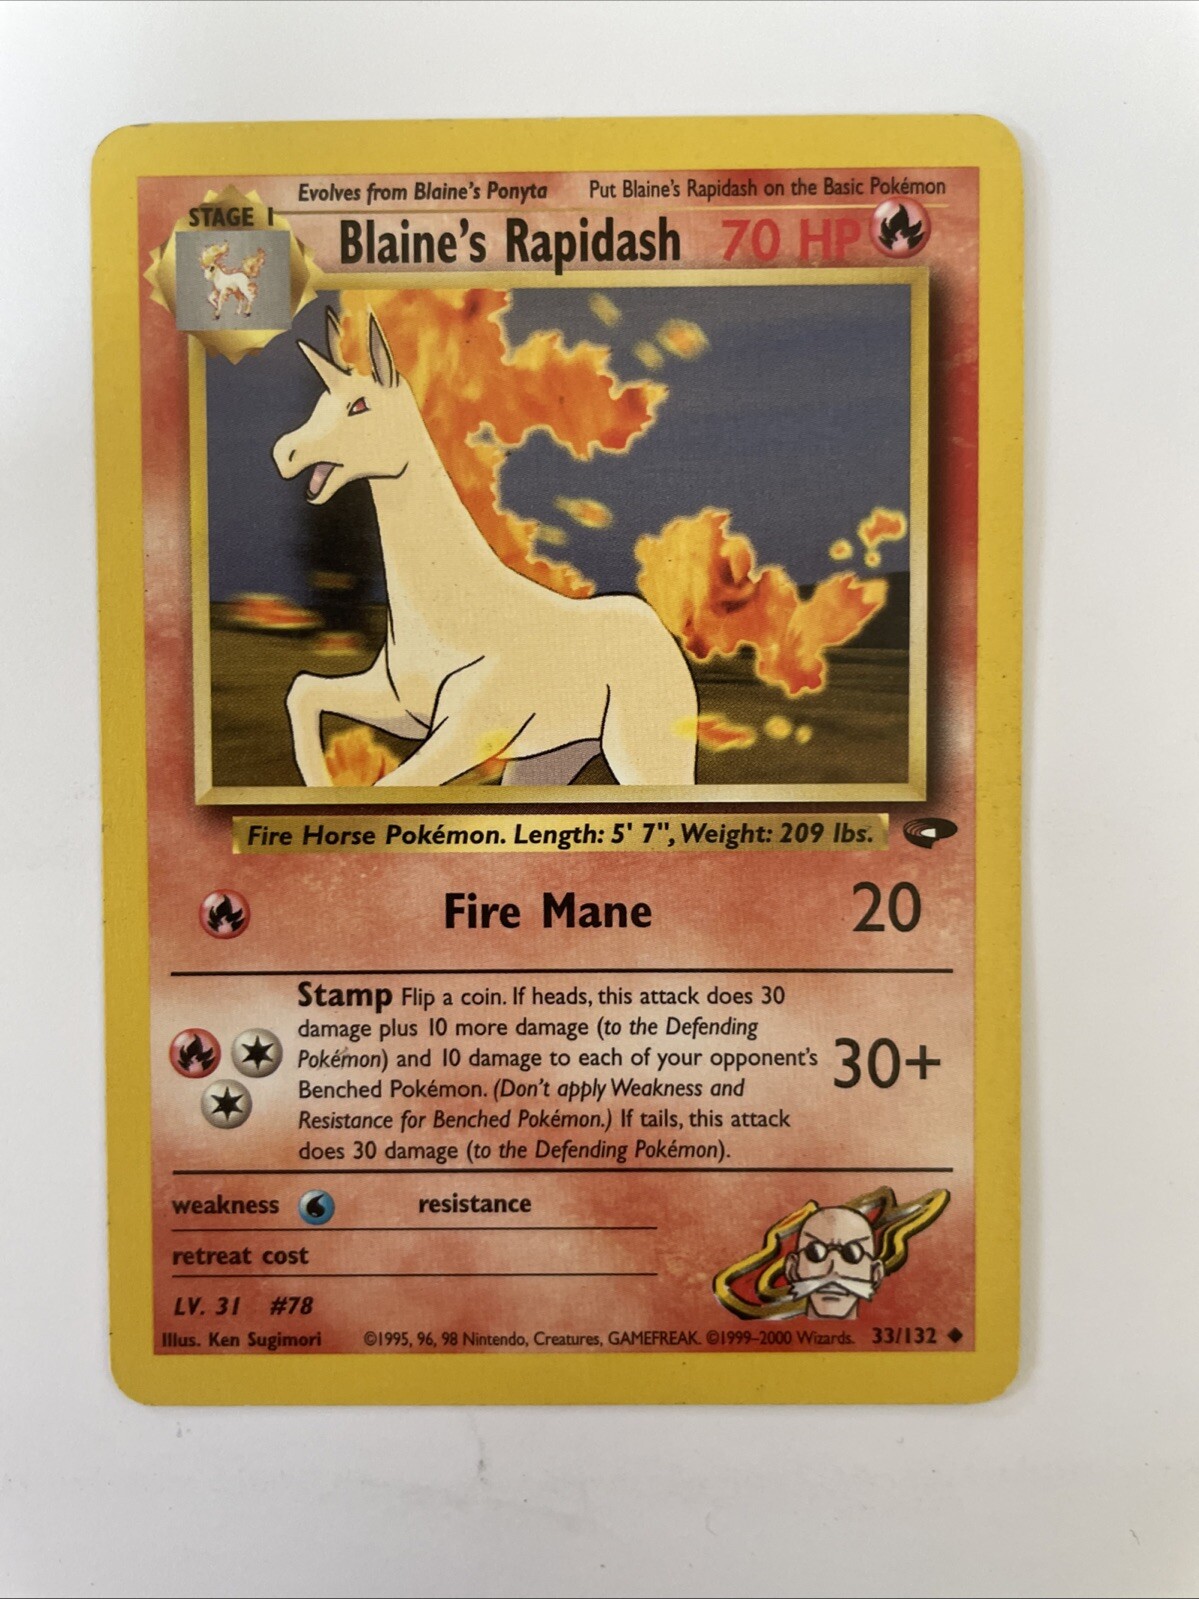 Evolves from Blaine's Ponyta Put Blaine's Rapidash on the Basic Pokémon
STAGE 1
Blaine's Rapidash 70 HP
Fire Horse Pokémon. Length: 5' 7", Weight: 209 lbs.
Fire Mane 20
Stamp Flip a coin. If heads, this attack does 30
damage plus 10 more damage (to the Defending
Pokémon) and 10 damage to each of your opponent's
Benched Pokémon. (Don't apply Weakness and
Resistance for Benched Pokémon.) If tails, this attack
does 30 damage (to the Defending Pokémon).
30+
weakness resistance
retreat cost
LV. 31 #78
Illus. Ken Sugimori ©1995, 96, 98 Nintendo, Creatures, GAMEFREAK. ©1999–2000 Wizards. 33/132